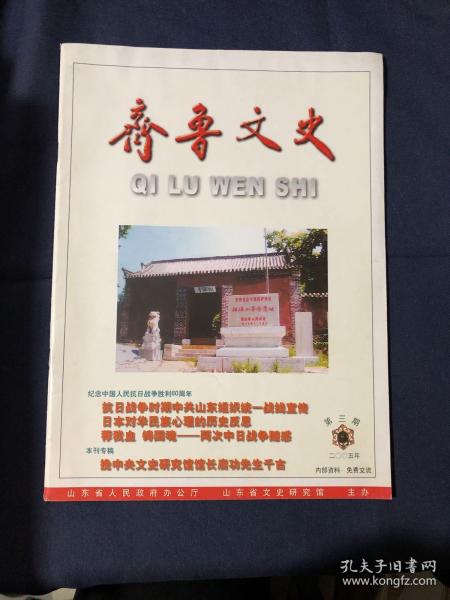 齊鲁文史
QI LU WEN SHI
纪念中国人民抗日战争胜利60周年
抗日战争时期中共山东组织统一战线宣传
日本对华民族心理的历史反思
铸国魂——两次中日战争随感
本刊专稿
挽中央文史研究馆馆长启功先生千古
第三期
二〇〇五年
内部资料 免费交流
山东省人民政府办公厅 山东省文史研究馆 主办
孔夫子旧书网
www.kongfz.com